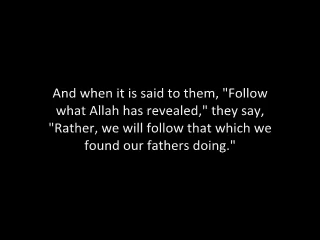 And when it is said to them, "Follow
what Allah has revealed," they say,
"Rather, we will follow that which we
found our fathers doing."